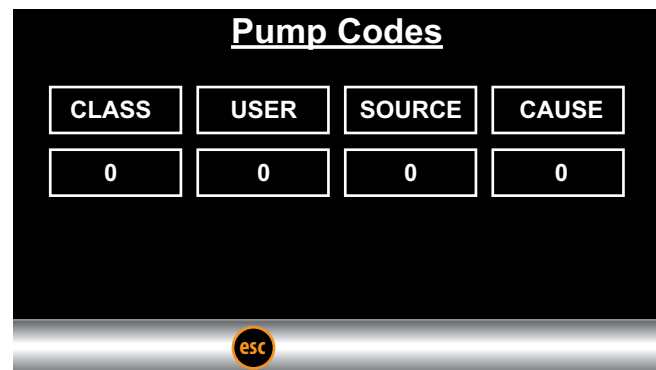 Pump Codes
CLASS USER SOURCE CAUSE
0 0 0 0
esc